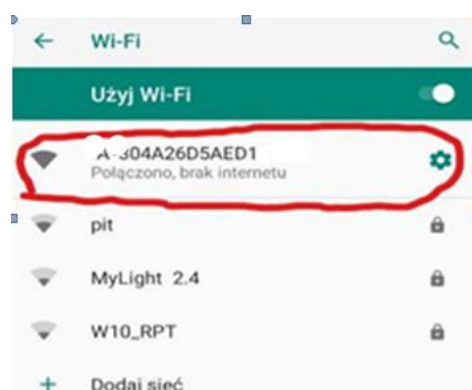 Wi-Fi
Użyj Wi-Fi
A-304A26D5AED1
Połączono, brak internetu
pit
MyLight 2.4
W10_RPT
Dodaj sieć